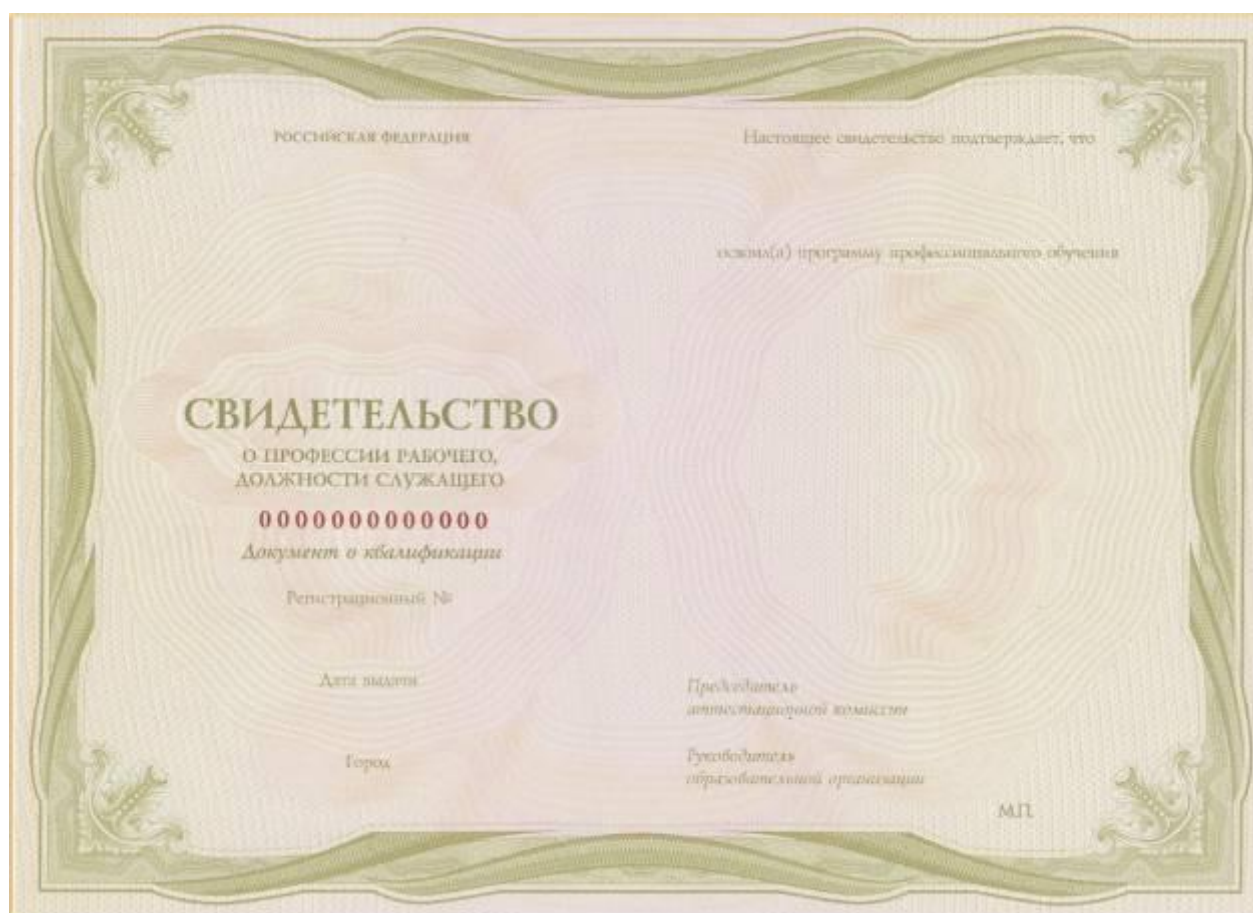 РОССИЙСКАЯ ФЕДЕРАЦИЯ
СВИДЕТЕЛЬСТВО
О ПРОФЕССИИ РАБОЧЕГО,
ДОЛЖНОСТИ СЛУЖАЩЕГО
0000000000000
Документ о квалификации
Регистрационный №
Дата выдачи
Город
Настоящее свидетельство подтверждает, что
освоил(а) программу профессионального обучения
Председатель
аттестационной комиссии
Руководитель
образовательной организации
М.П.